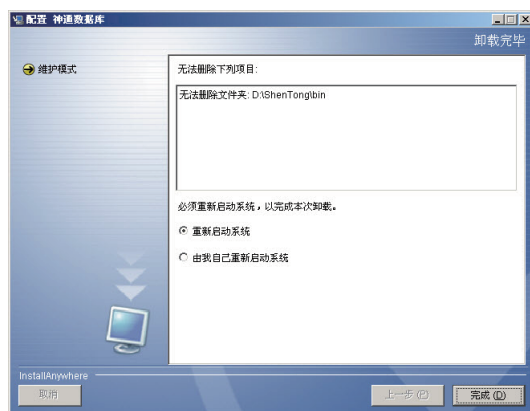 配置 神通数据库
卸载完毕
维护模式
无法删除下列项目:
无法删除文件夹: D:\ShenTong\bin
必须重新启动系统，以完成本次卸载。
重新启动系统
由我自己重新启动系统
InstallAnywhere
取消
上一步 (P)
完成 (D)